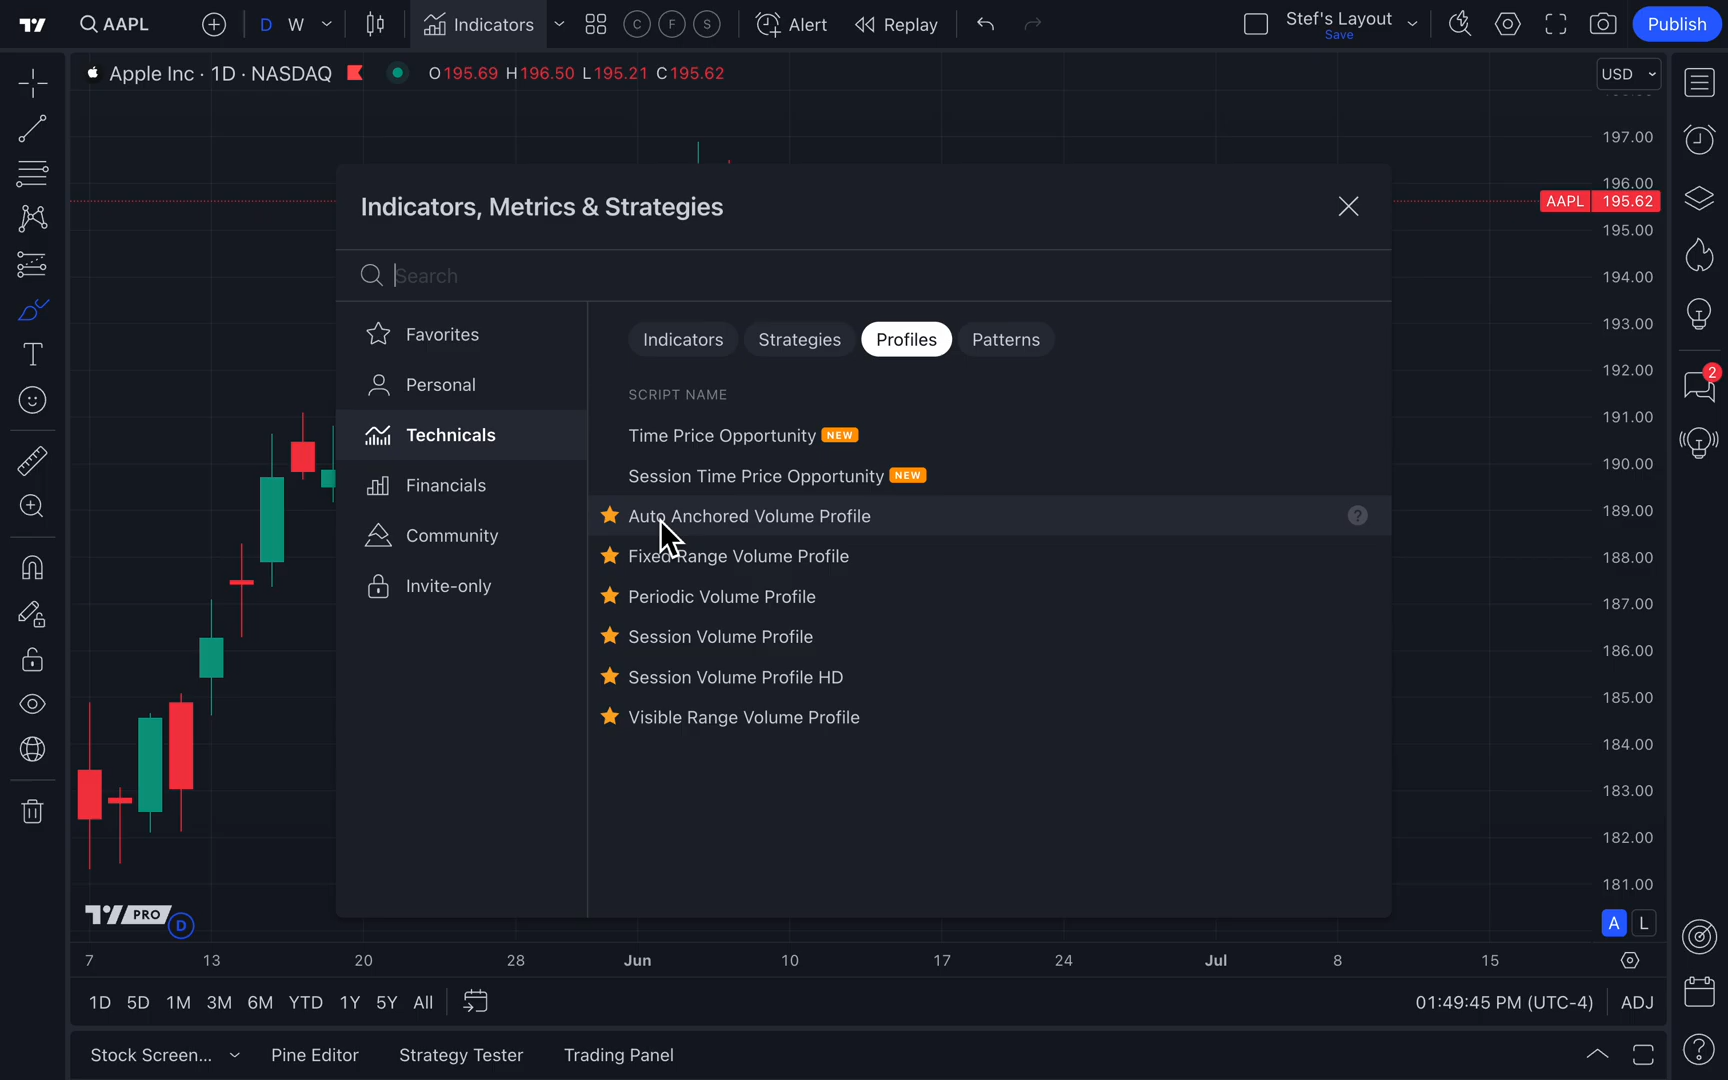 AAPL D W Indicators C F S Alert Replay Stef's Layout Save Publish
Apple Inc · 1D · NASDAQ O195.69 H196.50 L195.21 C195.62 USD
197.00
196.00
AAPL 195.62
195.00
194.00
193.00
192.00
191.00
190.00
189.00
188.00
187.00
186.00
185.00
184.00
183.00
182.00
181.00
2
Indicators, Metrics & Strategies
Search
Favorites
Personal
Technicals
Financials
Community
Invite-only
Indicators Strategies Profiles Patterns
SCRIPT NAME
Time Price Opportunity NEW
Session Time Price Opportunity NEW
Auto Anchored Volume Profile ?
Fixed Range Volume Profile
Periodic Volume Profile
Session Volume Profile
Session Volume Profile HD
Visible Range Volume Profile
PRO D
A L
7 13 20 28 Jun 10 17 24 Jul 8 15
1D 5D 1M 3M 6M YTD 1Y 5Y All 01:49:45 PM (UTC-4) ADJ
Stock Screen... Pine Editor Strategy Tester Trading Panel